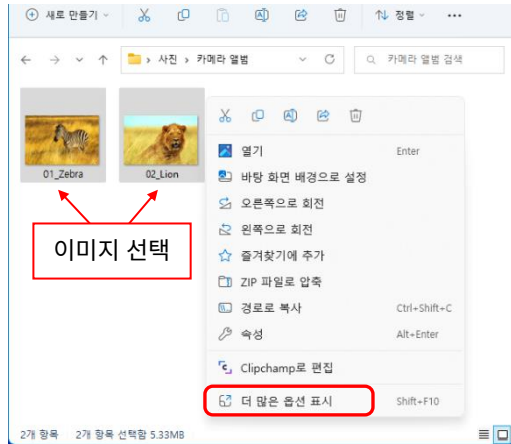 새로 만들기
정렬
사진 › 카메라 앨범
카메라 앨범 검색
01_Zebra
02_Lion
이미지 선택
열기 Enter
바탕 화면 배경으로 설정
오른쪽으로 회전
왼쪽으로 회전
즐겨찾기에 추가
ZIP 파일로 압축
경로로 복사 Ctrl+Shift+C
속성 Alt+Enter
Clipchamp로 편집
더 많은 옵션 표시 Shift+F10
2개 항목 2개 항목 선택함 5.33MB